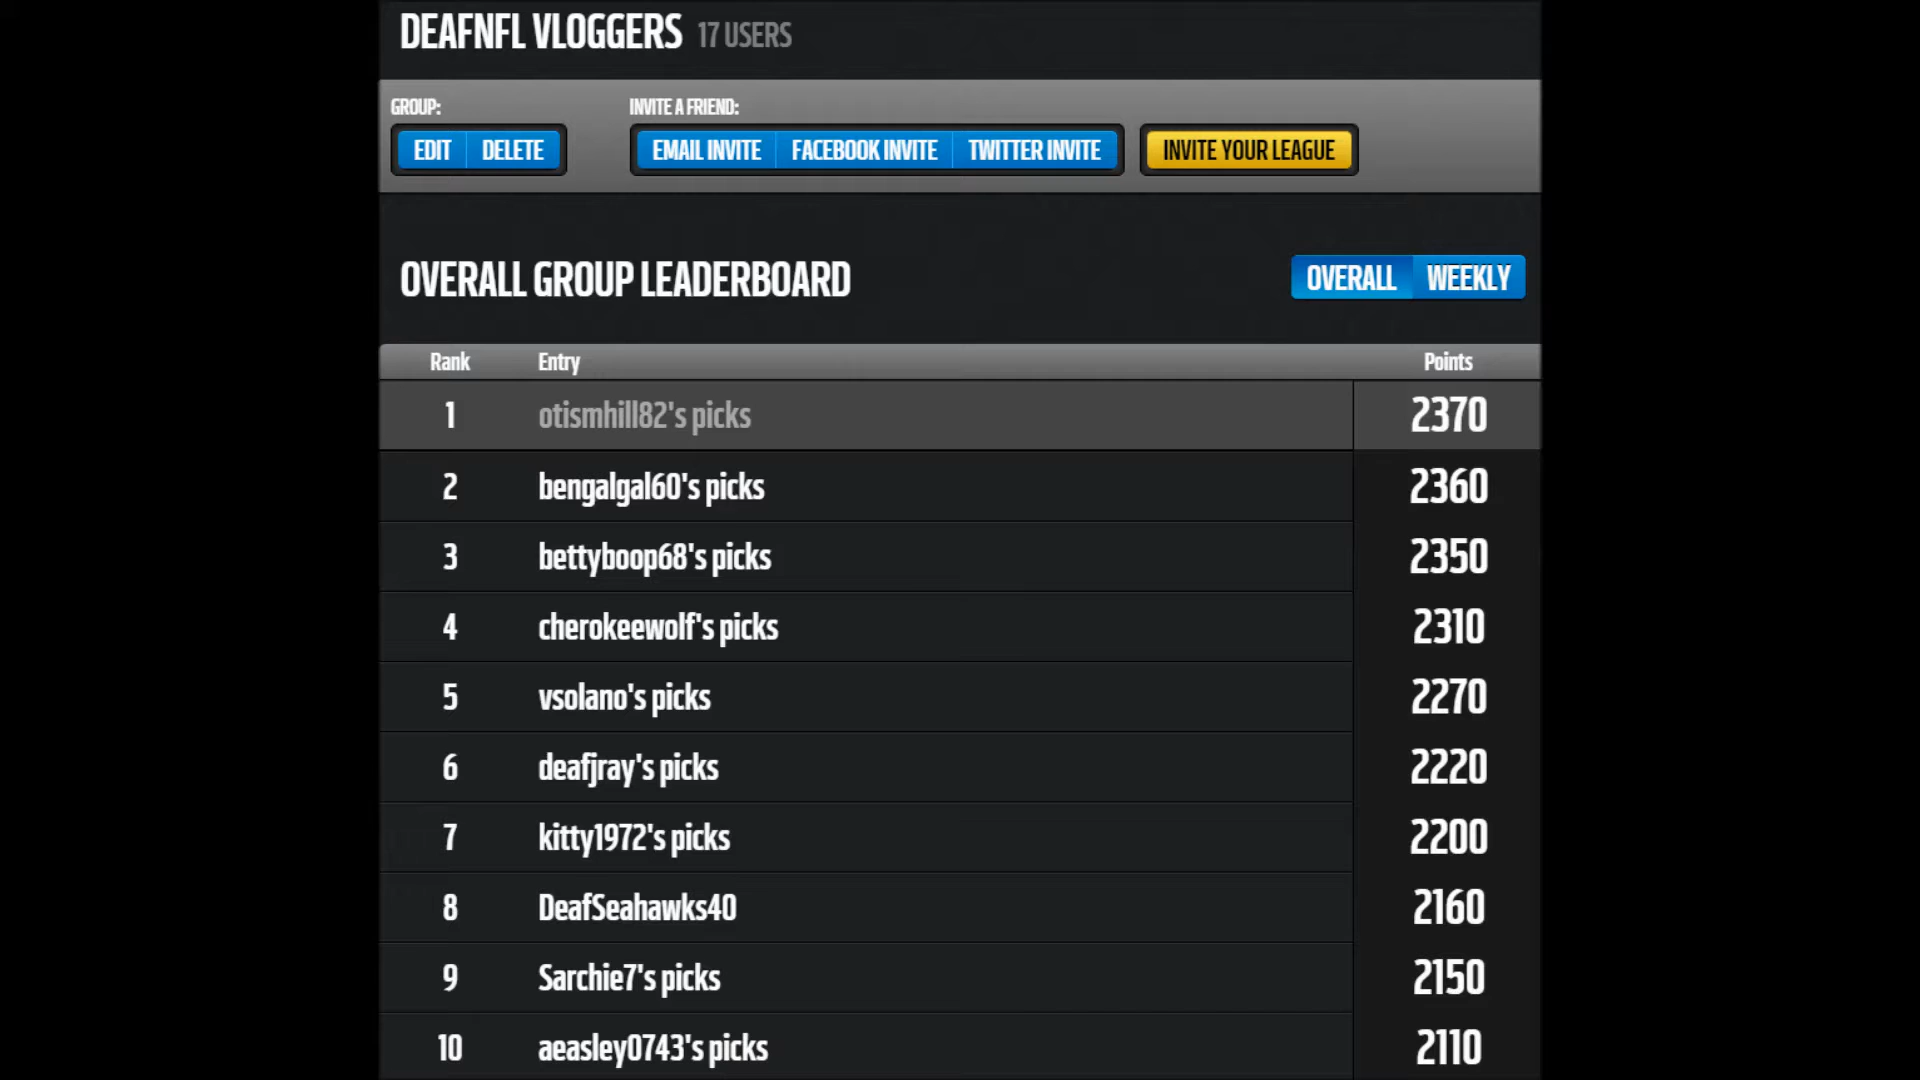 DEAFNFL VLOGGERS 17 USERS
GROUP: INVITE A FRIEND:
EDIT DELETE EMAIL INVITE FACEBOOK INVITE TWITTER INVITE INVITE YOUR LEAGUE
OVERALL GROUP LEADERBOARD OVERALL WEEKLY
Rank Entry Points
1 otismhill82's picks 2370
2 bengalgal60's picks 2360
3 bettyboop68's picks 2350
4 cherokeewolf's picks 2310
5 vsolano's picks 2270
6 deafjray's picks 2220
7 kitty1972's picks 2200
8 DeafSeahawks40 2160
9 Sarchie7's picks 2150
10 aeasley0743's picks 2110